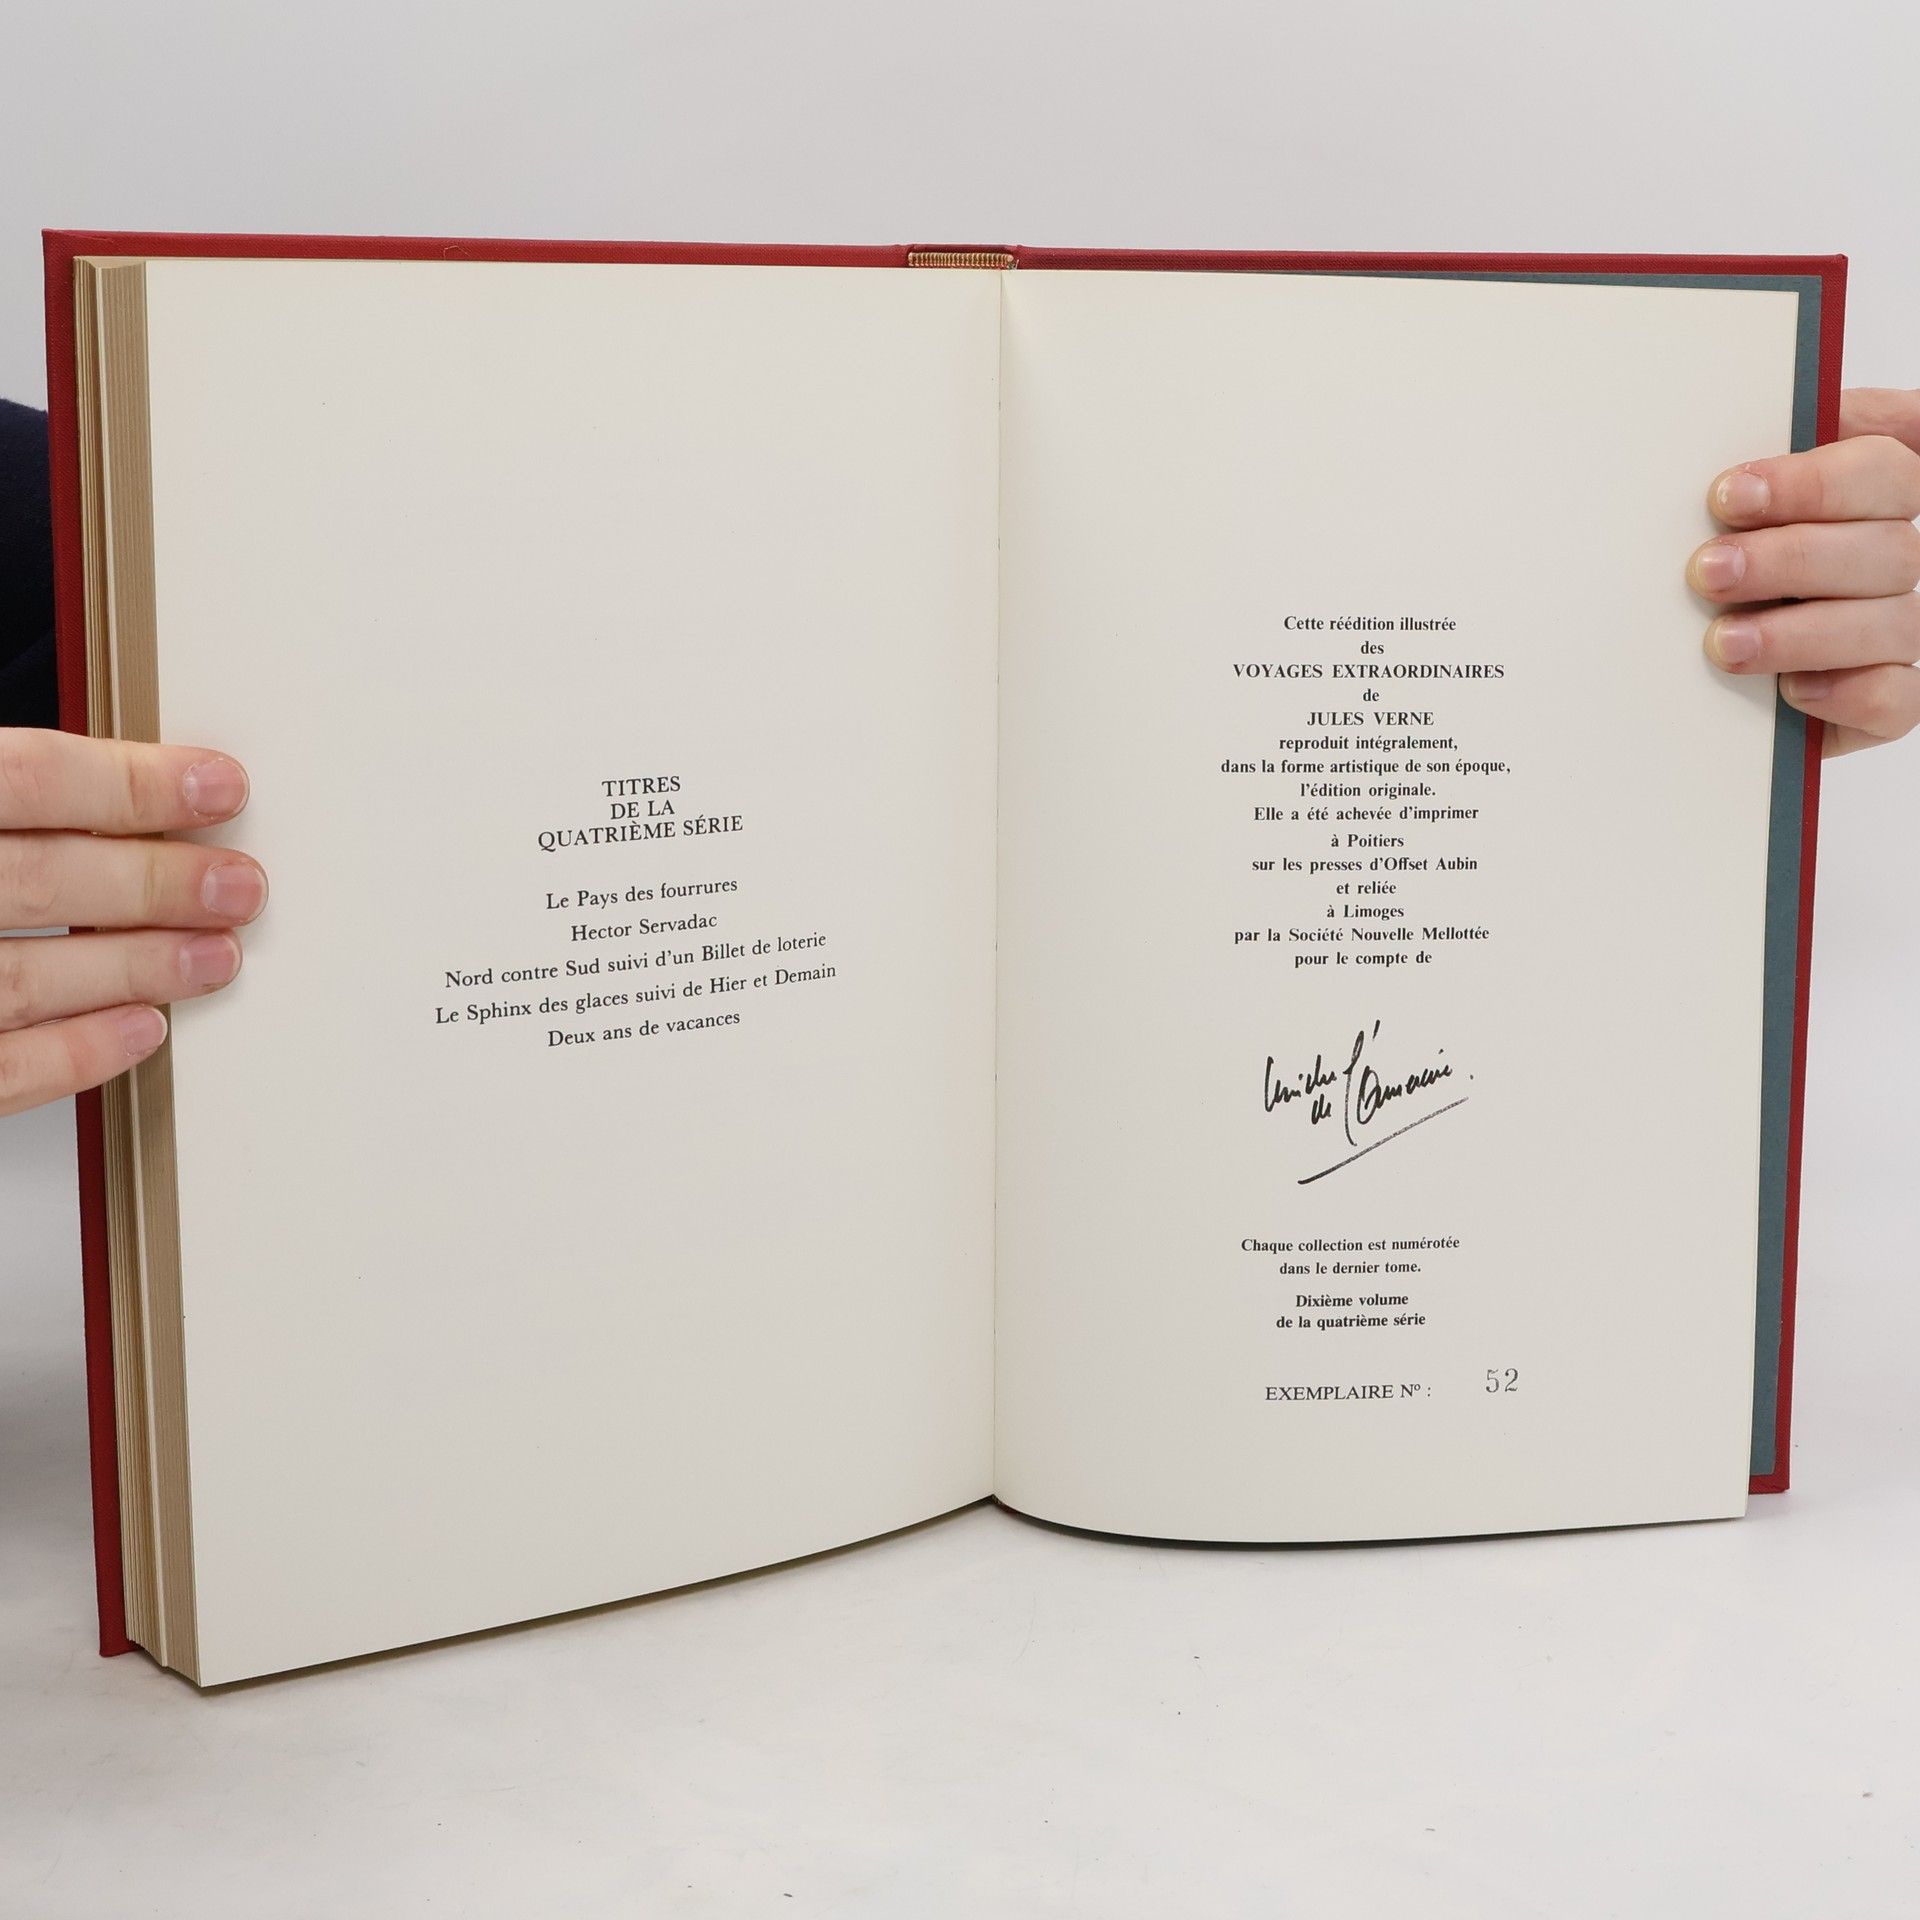 TITRES
DE LA
QUATRIÈME SÉRIE
Le Pays des fourrures
Hector Servadac
Nord contre Sud suivi d'un Billet de loterie
Le Sphinx des glaces suivi de Hier et Demain
Deux ans de vacances
Cette réédition illustrée
des
VOYAGES EXTRAORDINAIRES
de
JULES VERNE
reproduit intégralement,
dans la forme artistique de son époque,
l'édition originale.
Elle a été achevée d'imprimer
à Poitiers
sur les presses d'Offset Aubin
et reliée
à Limoges
par la Société Nouvelle Mellottée
pour le compte de
de l'Ormeraie
Chaque collection est numérotée
dans le dernier tome.
Dixième volume
de la quatrième série
EXEMPLAIRE Nº : 52